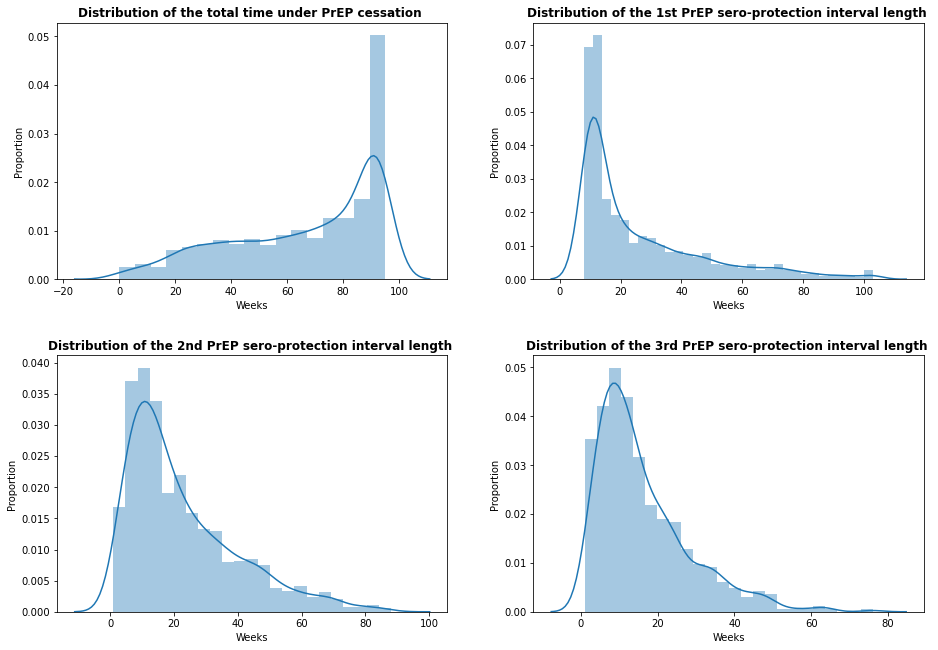 Distribution of the total time under PrEP cessation
Proportion
0.05
0.04
0.03
0.02
0.01
0.00
−20 0 20 40 60 80 100
Weeks
Distribution of the 1st PrEP sero-protection interval length
Proportion
0.07
0.06
0.05
0.04
0.03
0.02
0.01
0.00
0 20 40 60 80 100
Weeks
Distribution of the 2nd PrEP sero-protection interval length
Proportion
0.040
0.035
0.030
0.025
0.020
0.015
0.010
0.005
0.000
0 20 40 60 80 100
Weeks
Distribution of the 3rd PrEP sero-protection interval length
Proportion
0.05
0.04
0.03
0.02
0.01
0.00
0 20 40 60 80
Weeks